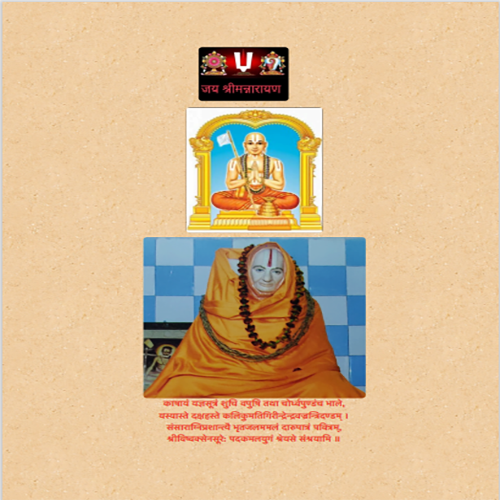 जय श्रीमन्नारायण
काषायं यज्ञसूत्रं शुचि वपुषि तथा चोर्ध्वपुण्ड्रंच भाले,
यस्यास्ते दक्षहस्ते कलिकुमतिगिरीन्द्रेन्द्रवज्रन्त्रिदण्डम् ।
संसाराग्निप्रशान्त्यै भृतजलममलं दारुपात्रं पवित्रम्,
श्रीविष्वक्सेनसूरेः पदकमलयुगं श्रेयसे संश्रयामि ॥